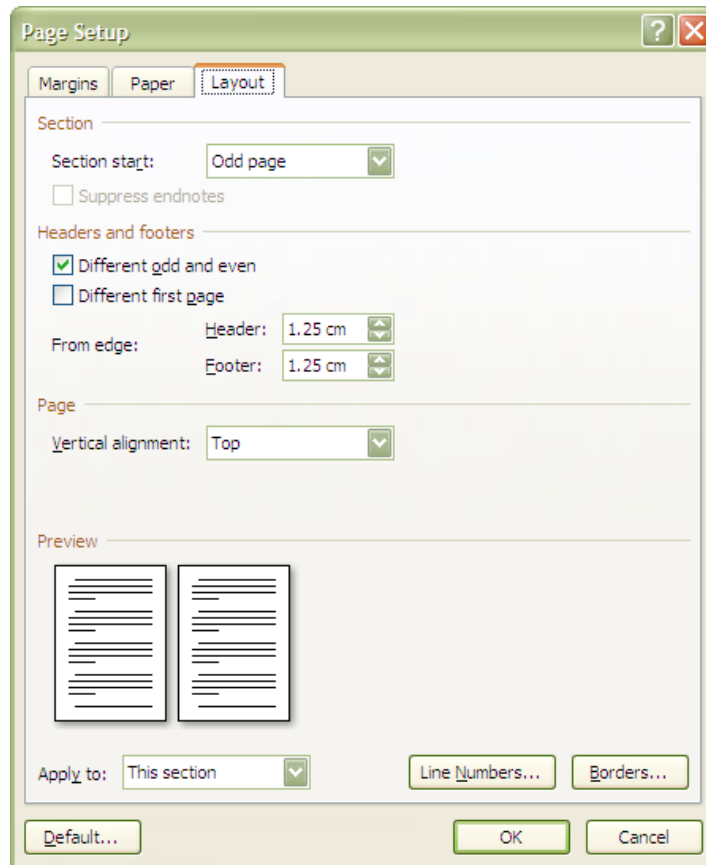 Page Setup
Margins Paper Layout
Section
Section start: Odd page
Suppress endnotes
Headers and footers
Different odd and even
Different first page
From edge:
Header: 1.25 cm
Footer: 1.25 cm
Page
Vertical alignment: Top
Preview
Apply to: This section Line Numbers... Borders...
Default... OK Cancel